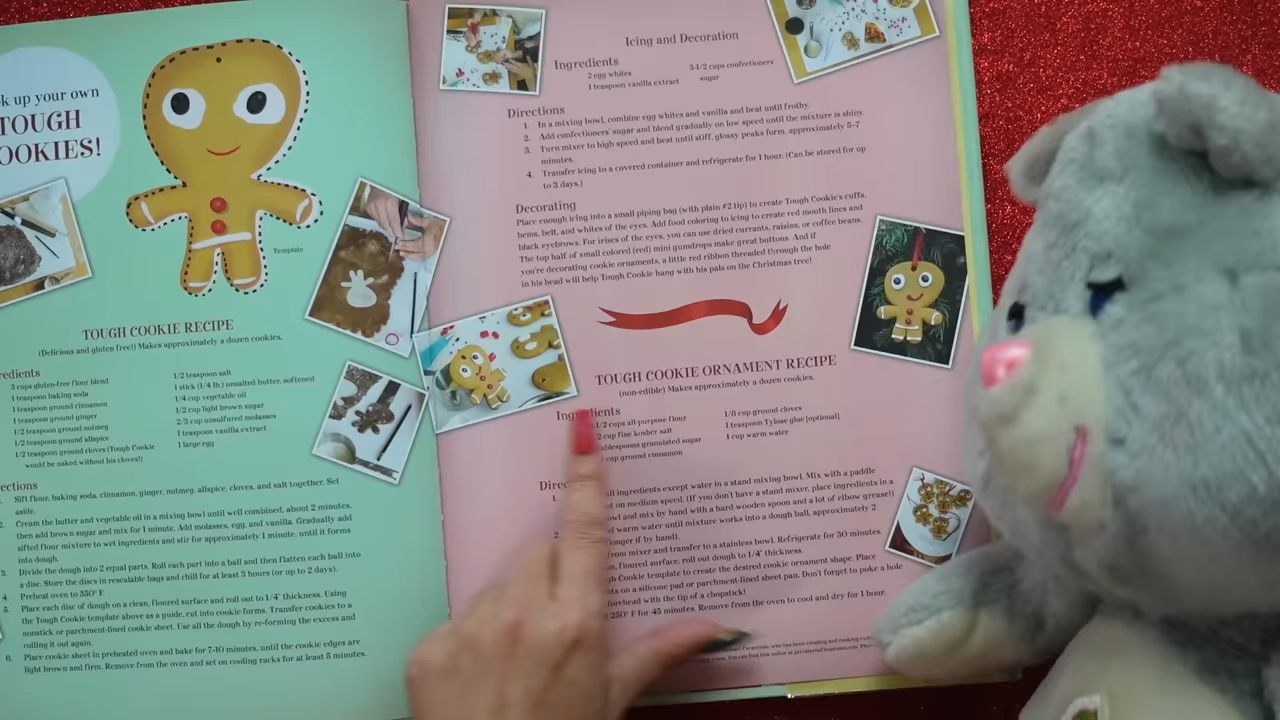 k up your own
TOUGH
OOKIES!
Template
TOUGH COOKIE RECIPE
(Delicious and gluten free!) Makes approximately a dozen cookies.
redients
3 cups gluten-free flour blend
1 teaspoon baking soda
1 teaspoon ground cinnamon
1 teaspoon ground ginger
1/2 teaspoon ground nutmeg
1/2 teaspoon ground allspice
1/2 teaspoon ground cloves (Tough Cookie
would be naked without his cloves!)
1/2 teaspoon salt
1 stick (1/4 lb) unsalted butter, softened
1/4 cup vegetable oil
1/2 cup light brown sugar
2/3 cup unsulfured molasses
1 teaspoon vanilla extract
1 large egg
ections
Sift flour, baking soda, cinnamon, ginger, nutmeg, allspice, cloves, and salt together. Set
aside.
Cream the butter and vegetable oil in a mixing bowl until well combined, about 2 minutes,
then add brown sugar and mix for 1 minute. Add molasses, egg, and vanilla. Gradually add
sifted flour mixture to wet ingredients and stir for approximately 1 minute, until it forms
into dough.
3. Divide the dough into 2 equal parts. Roll each part into a ball and then flatten each ball into
a disc. Store the discs in resealable bags and chill for at least 3 hours (or up to 2 days).
4. Preheat oven to 350° F.
5. Place each disc of dough on a clean, floured surface and roll out to 1/4" thickness. Using
the Tough Cookie template above as a guide, cut into cookie forms. Transfer cookies to a
nonstick or parchment-lined cookie sheet. Use all the dough by re-forming the excess and
rolling it out again.
6. Place cookie sheet in preheated oven and bake for 7-10 minutes, until the cookie edges are
light brown and firm. Remove from the oven and set on cooling racks for at least 5 minutes.
Icing and Decoration
Ingredients
2 egg whites
1 teaspoon vanilla extract
3-1/2 cups confectioners'
sugar
Directions
1. In a mixing bowl, combine egg whites and vanilla and beat until frothy.
2. Add confectioners' sugar and blend gradually on low speed until the mixture is shiny.
3. Turn mixer to high speed and beat until stiff, glossy peaks form, approximately 5-7
minutes.
4. Transfer icing to a covered container and refrigerate for 1 hour. (Can be stored for up
to 3 days.)
Decorating
Place enough icing into a small piping bag (with plain #2 tip) to create Tough Cookie's cuffs,
hems, belt, and whites of the eyes. Add food coloring to icing to create red mouth lines and
black eyebrows. For irises of the eyes, you can use dried currants, raisins, or coffee beans.
The top half of small colored (red) mini gumdrops make great buttons. And if
you're decorating cookie ornaments, a little red ribbon threaded through the hole
in his head will help Tough Cookie hang with his pals on the Christmas tree!
TOUGH COOKIE ORNAMENT RECIPE
(non-edible) Makes approximately a dozen cookies.
Ingredients
1/2 cups all-purpose flour
2 cup fine kosher salt
ablespoons granulated sugar
cup ground cinnamon
1/8 cup ground cloves
1 teaspoon Tylose glue [optional]
1 cup warm water
Direc
1. all ingredients except water in a stand mixing bowl. Mix with a paddle
on medium speed. (If you don't have a stand mixer, place ingredients in a
owl and mix by hand with a hard wooden spoon and a lot of elbow grease!)
2 d warm water until mixture works into a dough ball, approximately 2
longer if by hand).
from mixer and transfer to a stainless bowl. Refrigerate for 30 minutes.
n, floured surface, roll out dough to 1/4" thickness.
gh Cookie template to create the desired cookie ornament shape. Place
nts on a silicone pad or parchment-lined sheet pan. Don't forget to poke a hole
forehead with the tip of a chopstick!
250° F for 45 minutes. Remove from the oven to cool and dry for 1 hour.